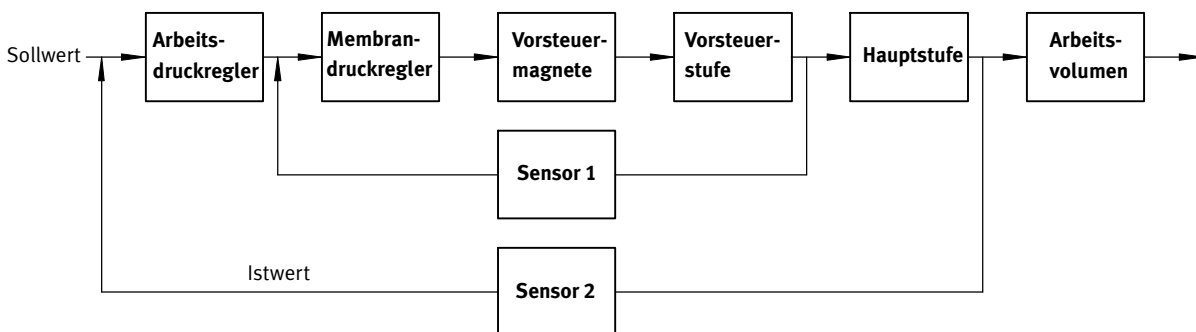 Sollwert
Arbeits-
druckregler
Membran-
druckregler
Vorsteuer-
magnete
Vorsteuer-
stufe
Hauptstufe
Arbeits-
volumen
Sensor 1
Istwert
Sensor 2